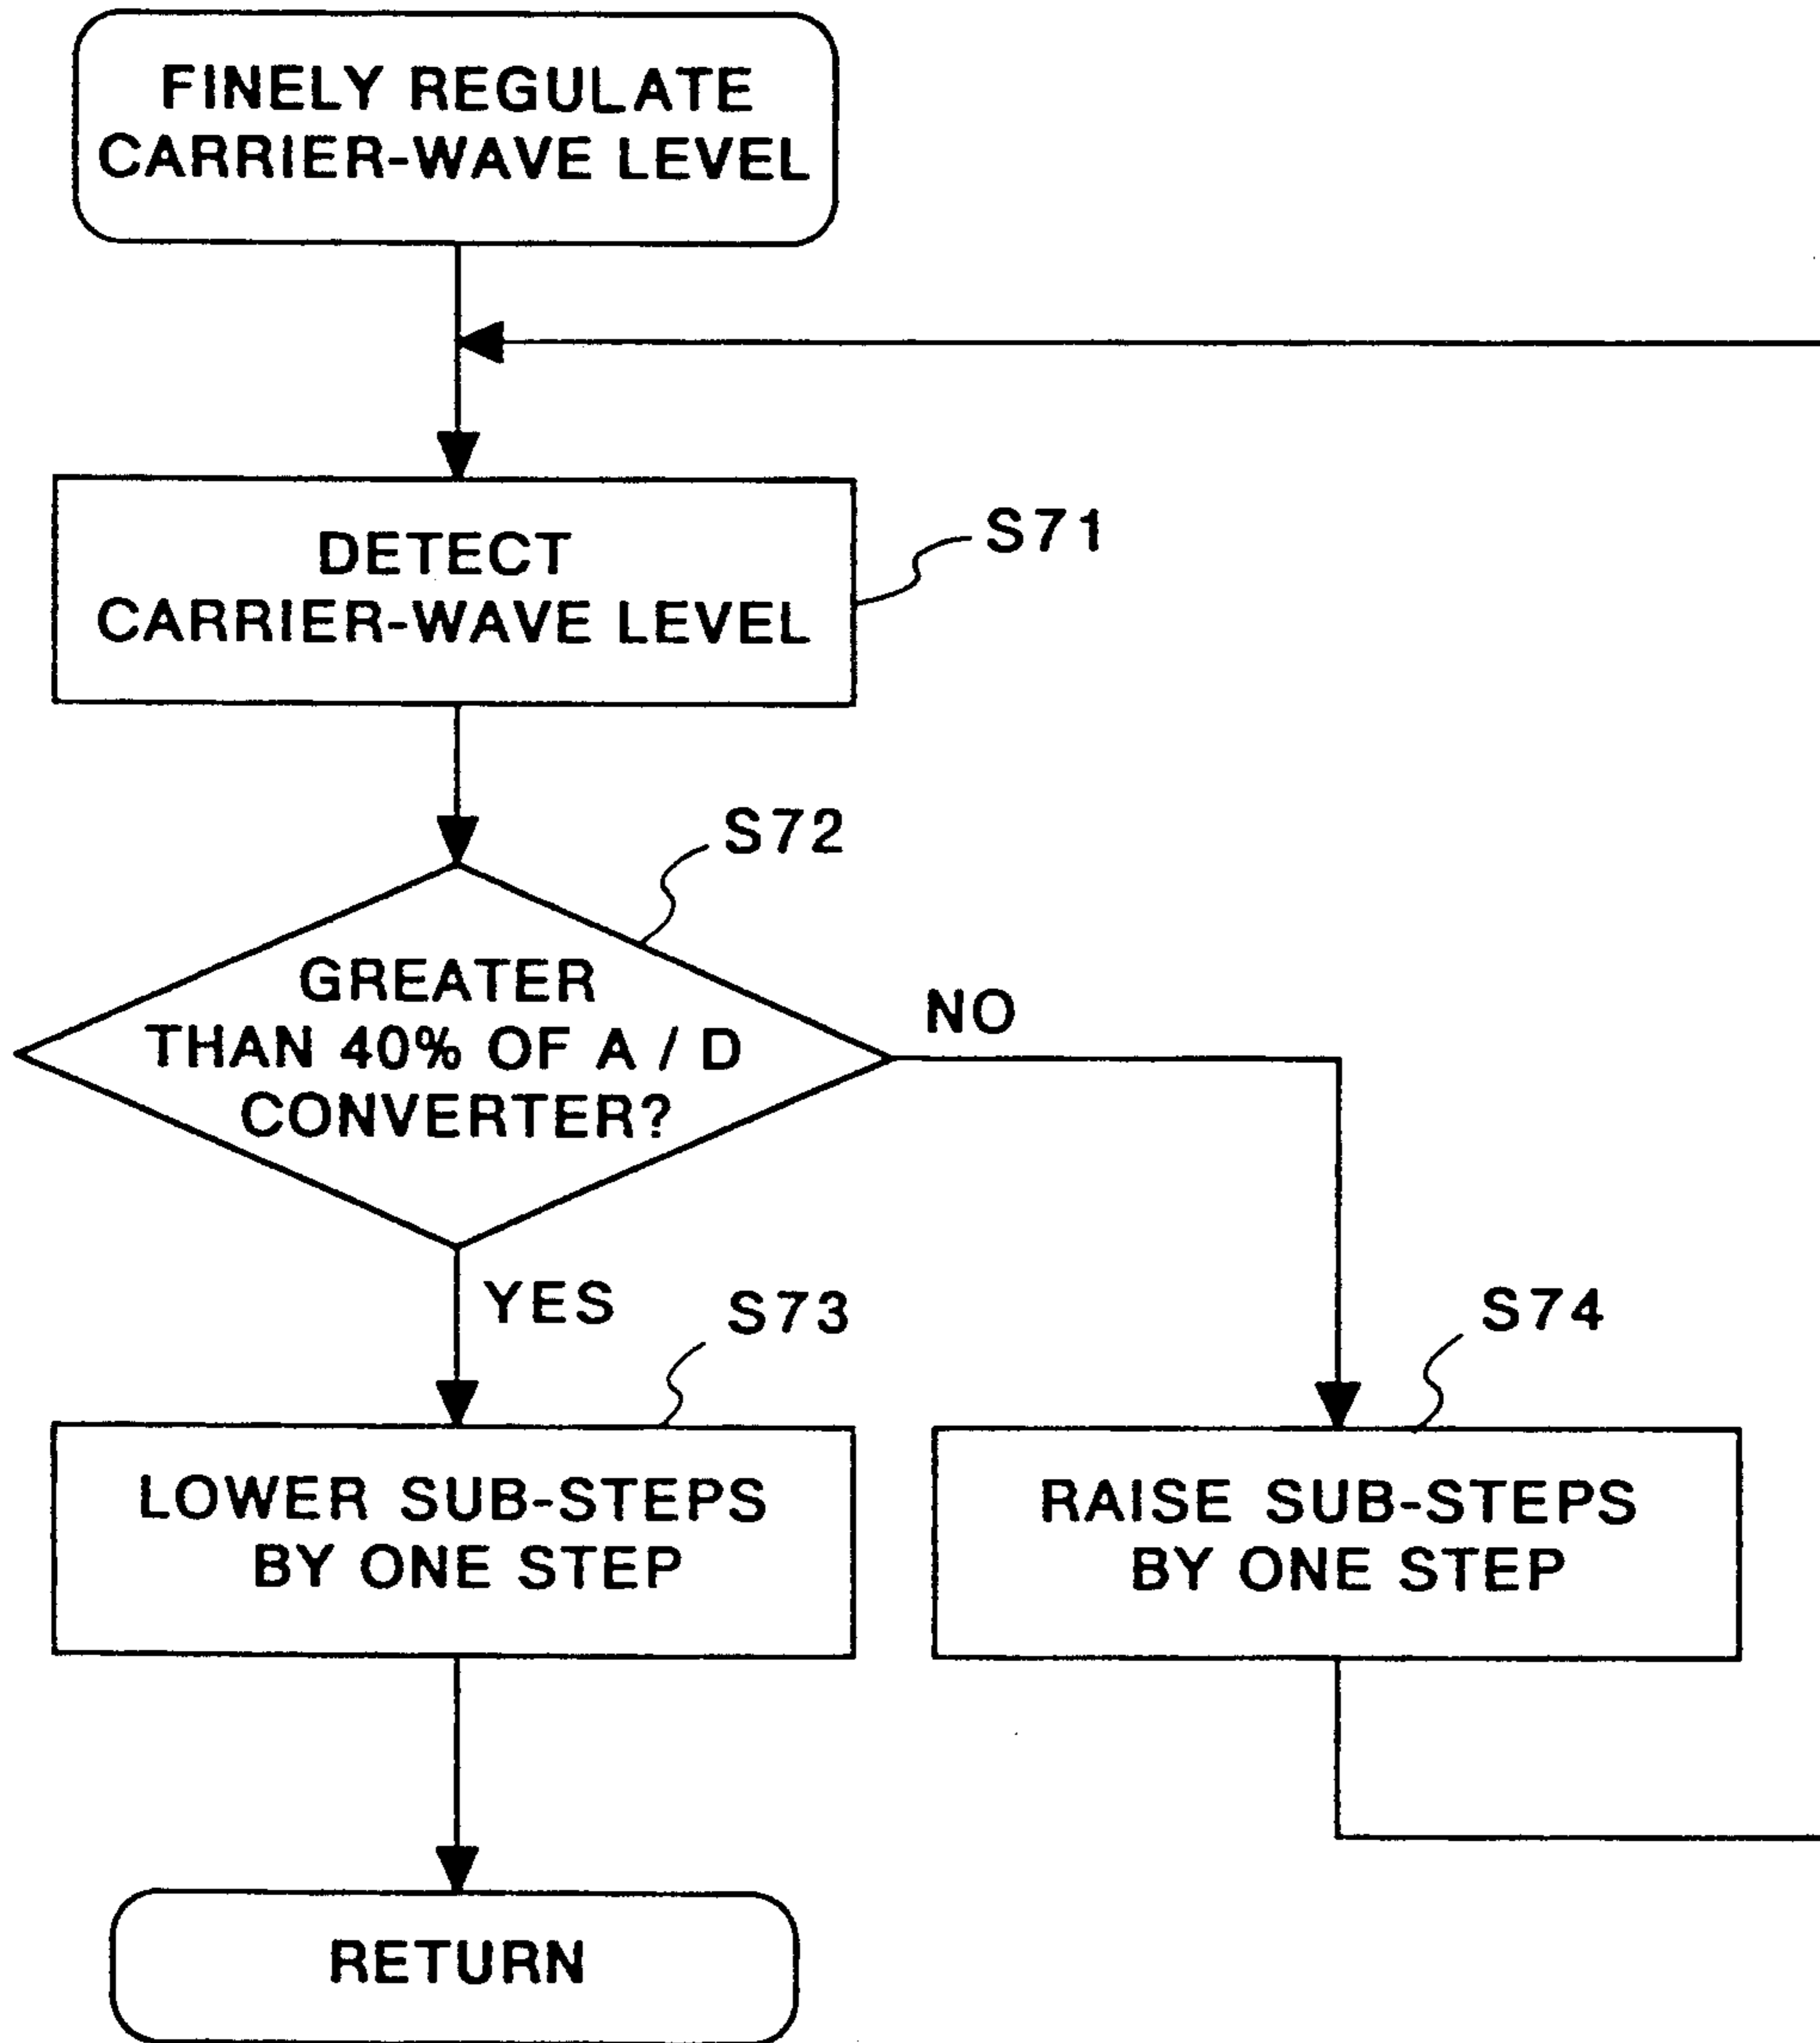 FINELY REGULATE
CARRIER-WAVE LEVEL
DETECT
CARRIER-WAVE LEVEL
S71
S72
GREATER
THAN 40% OF A / D
CONVERTER?
NO
YES
S73
S74
LOWER SUB-STEPS
BY ONE STEP
RAISE SUB-STEPS
BY ONE STEP
RETURN